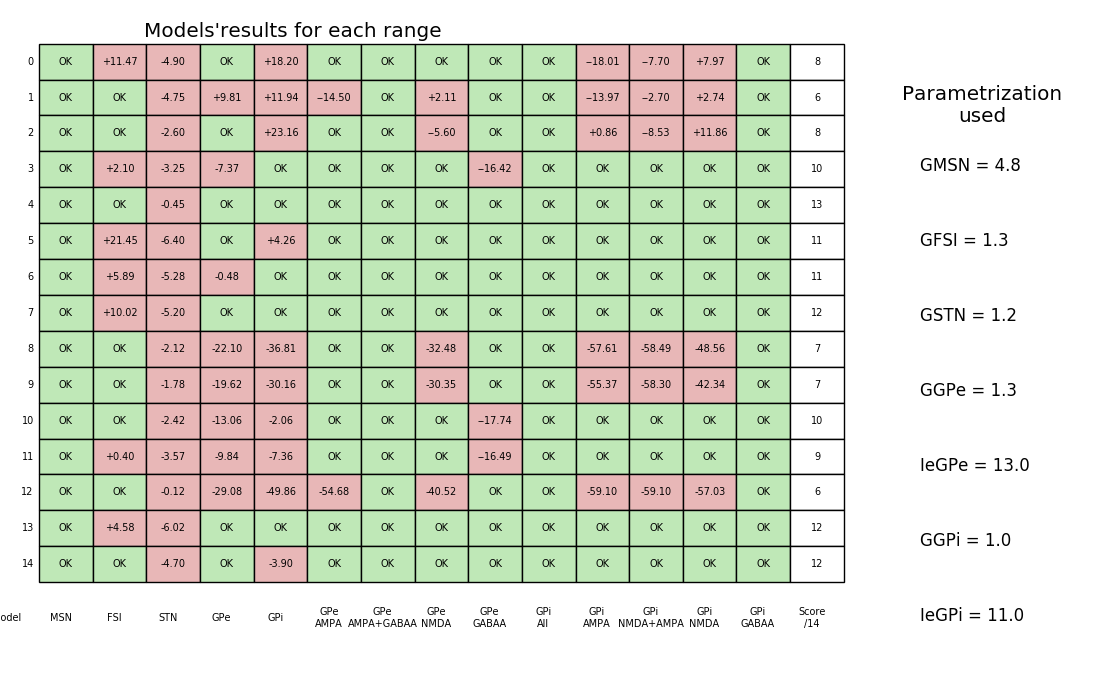 Models'results for each range
0 OK +11.47 -4.90 OK +18.20 OK OK OK OK OK --18.01 --7.70 +7.97 OK 8
1 OK OK -4.75 +9.81 +11.94 --14.50 OK +2.11 OK OK --13.97 --2.70 +2.74 OK 6
2 OK OK -2.60 OK +23.16 OK OK --5.60 OK OK +0.86 --8.53 +11.86 OK 8
3 OK +2.10 -3.25 -7.37 OK OK OK OK --16.42 OK OK OK OK OK 10
4 OK OK -0.45 OK OK OK OK OK OK OK OK OK OK OK 13
5 OK +21.45 -6.40 OK +4.26 OK OK OK OK OK OK OK OK OK 11
6 OK +5.89 -5.28 -0.48 OK OK OK OK OK OK OK OK OK OK 11
7 OK +10.02 -5.20 OK OK OK OK OK OK OK OK OK OK OK 12
8 OK OK -2.12 -22.10 -36.81 OK OK -32.48 OK OK -57.61 -58.49 -48.56 OK 7
9 OK OK -1.78 -19.62 -30.16 OK OK -30.35 OK OK -55.37 -58.30 -42.34 OK 7
10 OK OK -2.42 -13.06 -2.06 OK OK OK --17.74 OK OK OK OK OK 10
11 OK +0.40 -3.57 -9.84 -7.36 OK OK OK --16.49 OK OK OK OK OK 9
12 OK OK -0.12 -29.08 -49.86 -54.68 OK -40.52 OK OK -59.10 -59.10 -57.03 OK 6
13 OK +4.58 -6.02 OK OK OK OK OK OK OK OK OK OK OK 12
14 OK OK -4.70 OK -3.90 OK OK OK OK OK OK OK OK OK 12
odel MSN FSI STN GPe GPi GPe GPe GPe GPe GPi GPi GPi GPi GPi Score
AMPA AMPA+GABAA NMDA GABAA All AMPA NMDA+AMPA NMDA GABAA /14
Parametrization
used
GMSN = 4.8
GFSI = 1.3
GSTN = 1.2
GGPe = 1.3
IeGPe = 13.0
GGPi = 1.0
IeGPi = 11.0